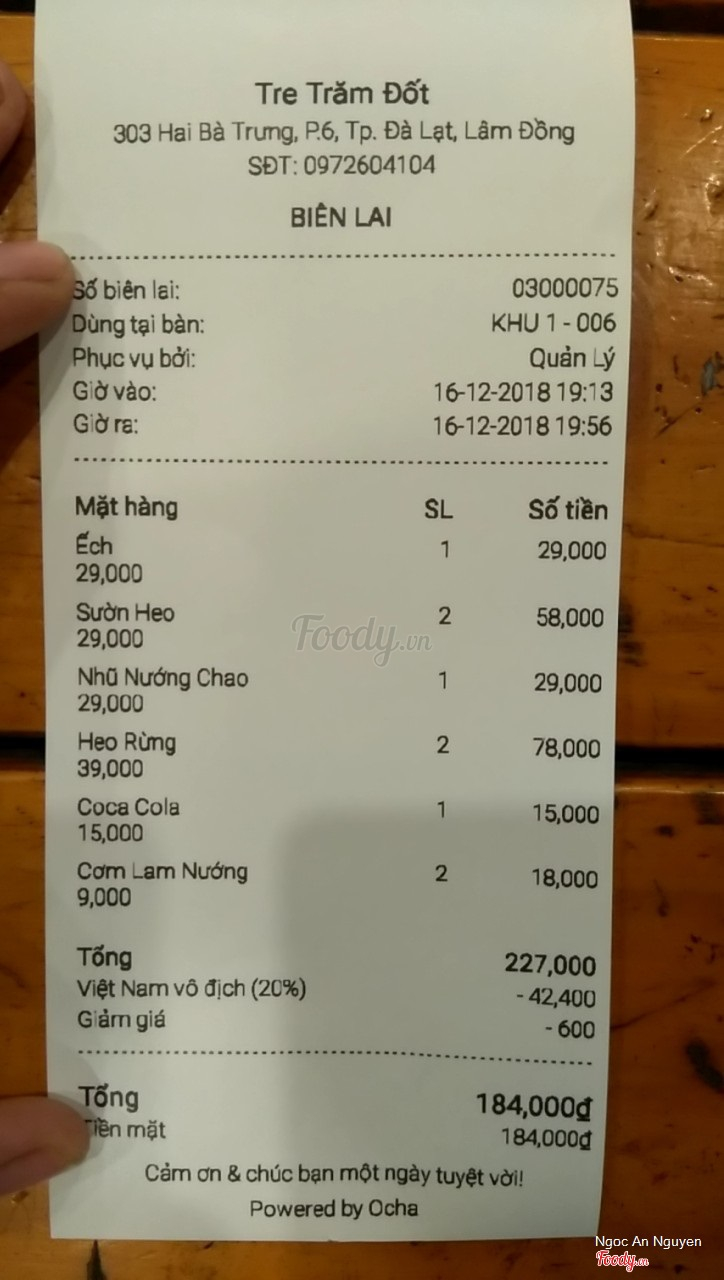 Tre Trăm Đốt
303 Hai Bà Trưng, P.6, Tp. Đà Lạt, Lâm Đồng
SĐT: 0972604104
BIÊN LAI
Số biên lai: 03000075
Dùng tại bàn: KHU 1 - 006
Phục vụ bởi: Quản Lý
Giờ vào: 16-12-2018 19:13
Giờ ra: 16-12-2018 19:56
Mặt hàng SL Số tiền
Ếch 1 29,000
29,000
Sườn Heo 2 58,000
29,000
Foody.vn
Nhũ Nướng Chao 1 29,000
29,000
Heo Rừng 2 78,000
39,000
Coca Cola 1 15,000
15,000
Cơm Lam Nướng 2 18,000
9,000
Tổng 227,000
Việt Nam vô địch (20%) - 42,400
Giảm giá - 600
Tổng 184,000₫
Tiền mặt 184,000₫
Cảm ơn & chúc bạn một ngày tuyệt vời!
Powered by Ocha
Ngoc An Nguyen
Foody.vn